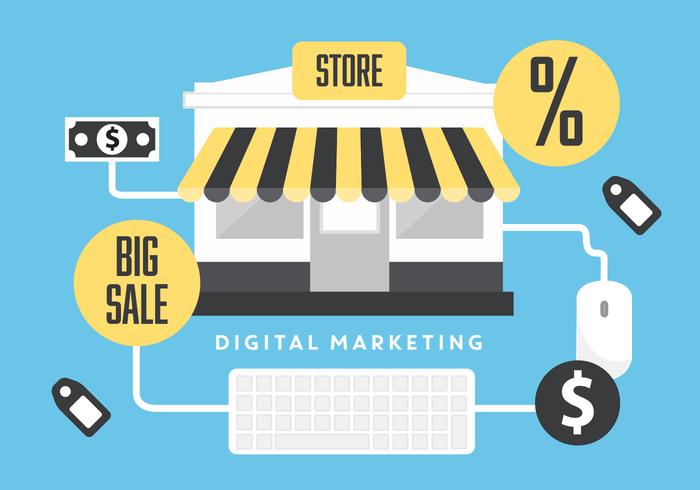 STORE
%
$
BIG
SALE
DIGITAL MARKETING
$